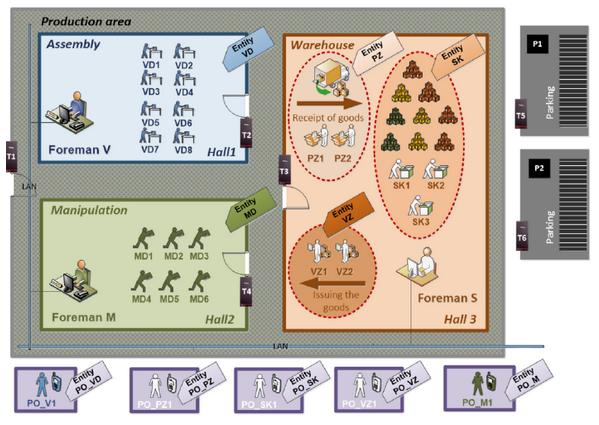 Production area
Assembly
Entity
VD
VD1 VD2
VD3 VD4
VD5 VD6
VD7 VD8
Foreman V
Hall1
T2
T1
LAN
Manipulation
Entity
MD
MD1 MD2 MD3
MD4 MD5 MD6
Foreman M
Hall2
T4
Warehouse
Entity
PZ
Entity
SK
Receipt of goods
PZ1 PZ2
T3
SK1 SK2
SK3
Entity
VZ
VZ1 VZ2
Issuing the
goods
Foreman S
Hall 3
LAN
P1
Parking
T5
P2
Parking
T6
PO_V1
Entity
PO_VD
PO_PZ1
Entity
PO_PZ
PO_SK1
Entity
PO_SK
PO_VZ1
Entity
PO_VZ
PO_M1
Entity
PO_M